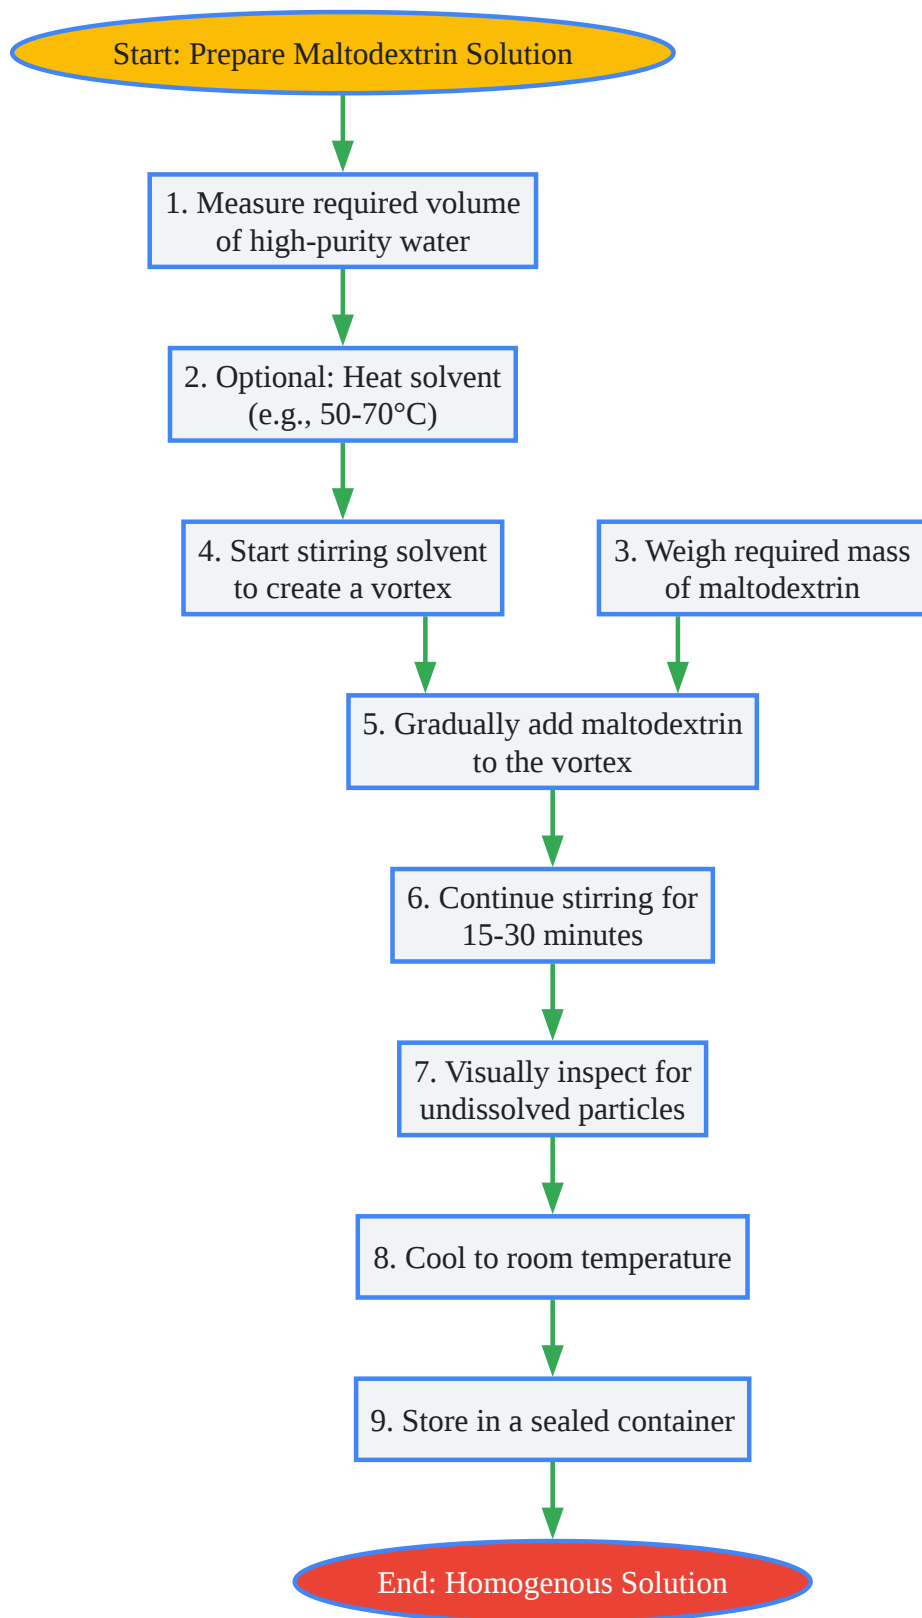 Start: Prepare Maltodextrin Solution
1. Measure required volume
of high-purity water
2. Optional: Heat solvent
(e.g., 50-70°C)
4. Start stirring solvent
to create a vortex
3. Weigh required mass
of maltodextrin
5. Gradually add maltodextrin
to the vortex
6. Continue stirring for
15-30 minutes
7. Visually inspect for
undissolved particles
8. Cool to room temperature
9. Store in a sealed container
End: Homogenous Solution